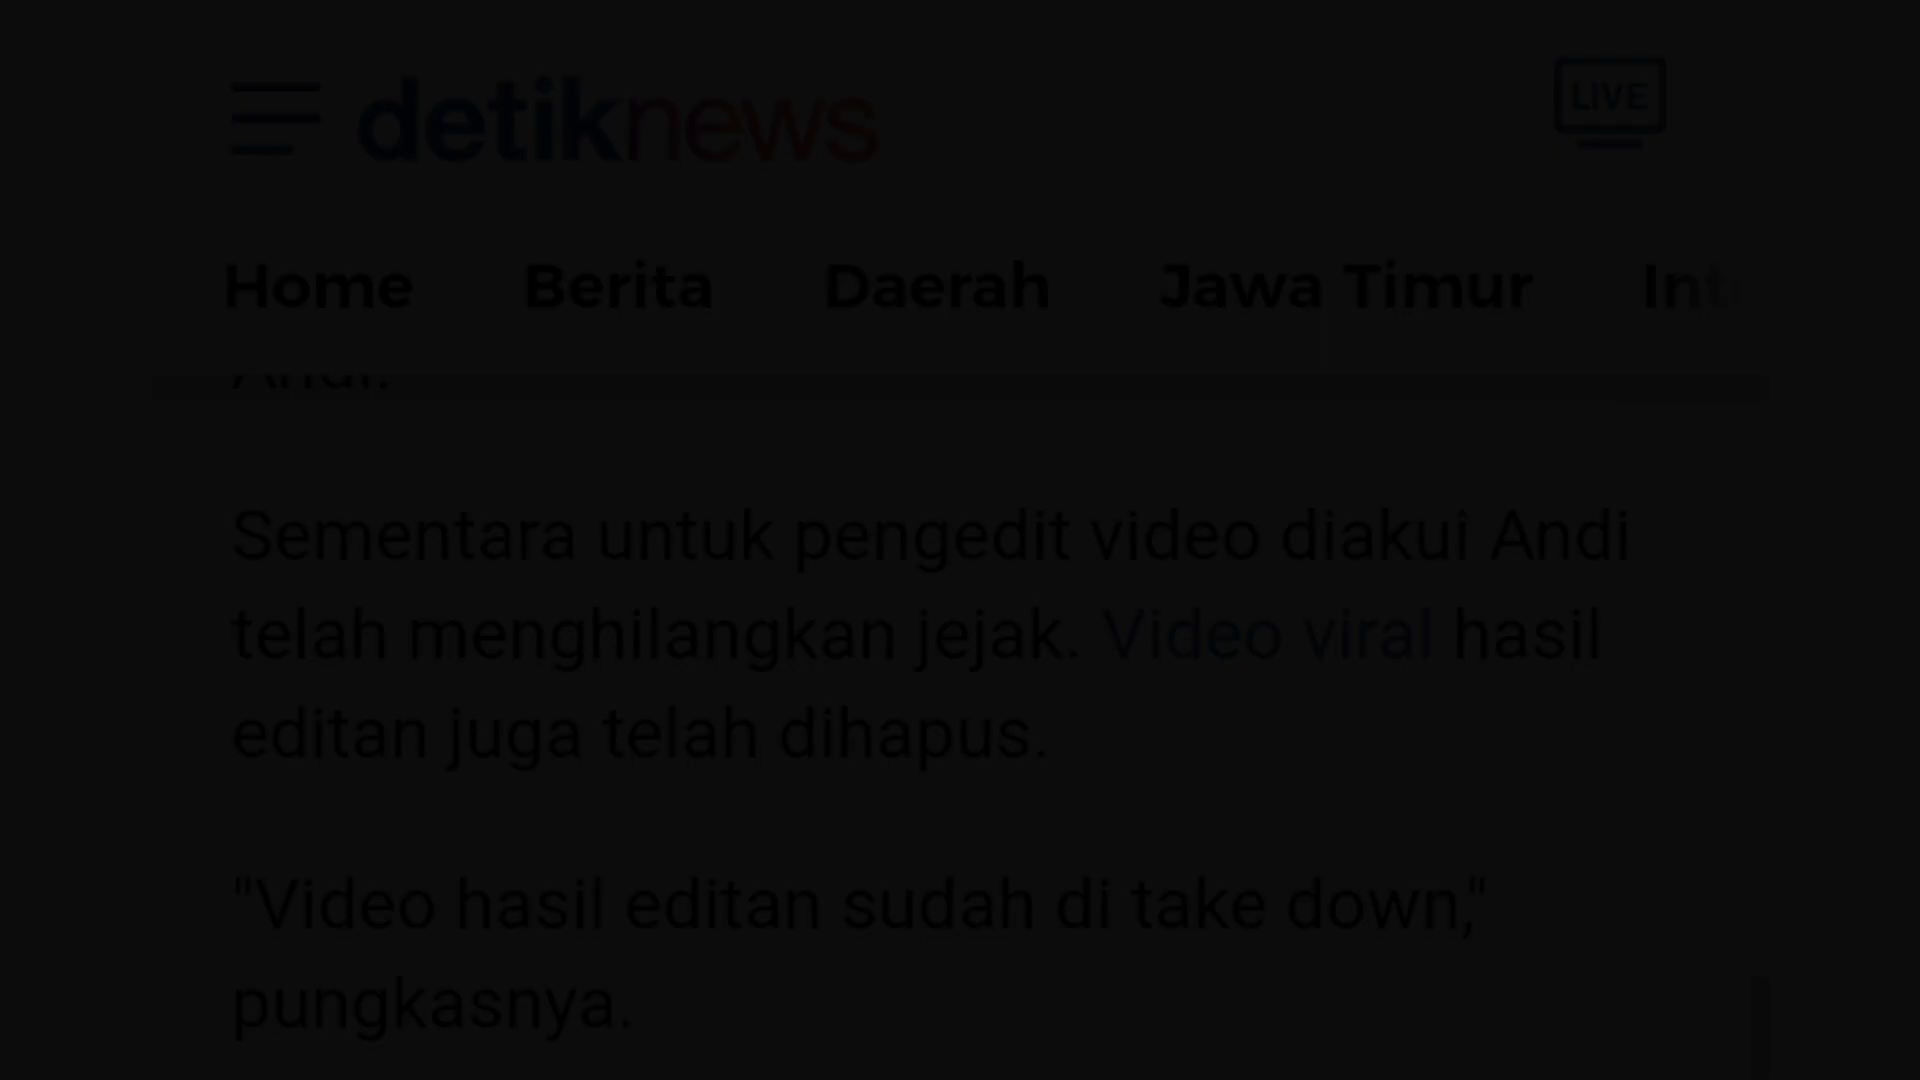 detiknews
LIVE
Home Berita Daerah Jawa Timur
Sementara untuk pengedit video diakui Andi
telah menghilangkan jejak. Video viral hasil
editan juga telah dihapus.
"Video hasil editan sudah di take down,"
pungkasnya.